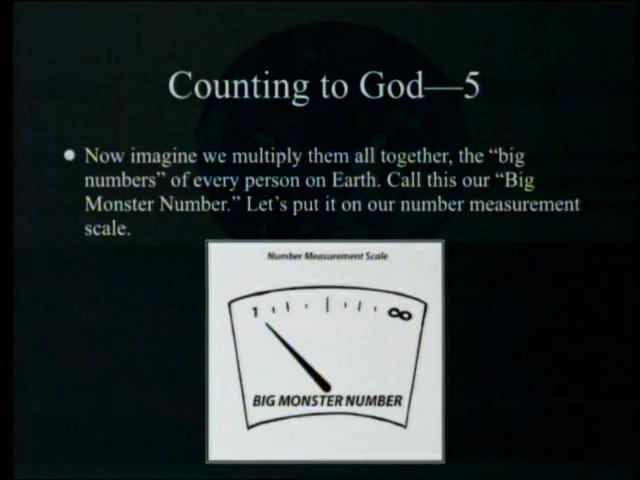 Counting to God—5
Now imagine we multiply them all together, the “big
numbers” of every person on Earth. Call this our “Big
Monster Number.” Let’s put it on our number measurement
scale.
Number Measurement Scale
1 ∞
BIG MONSTER NUMBER